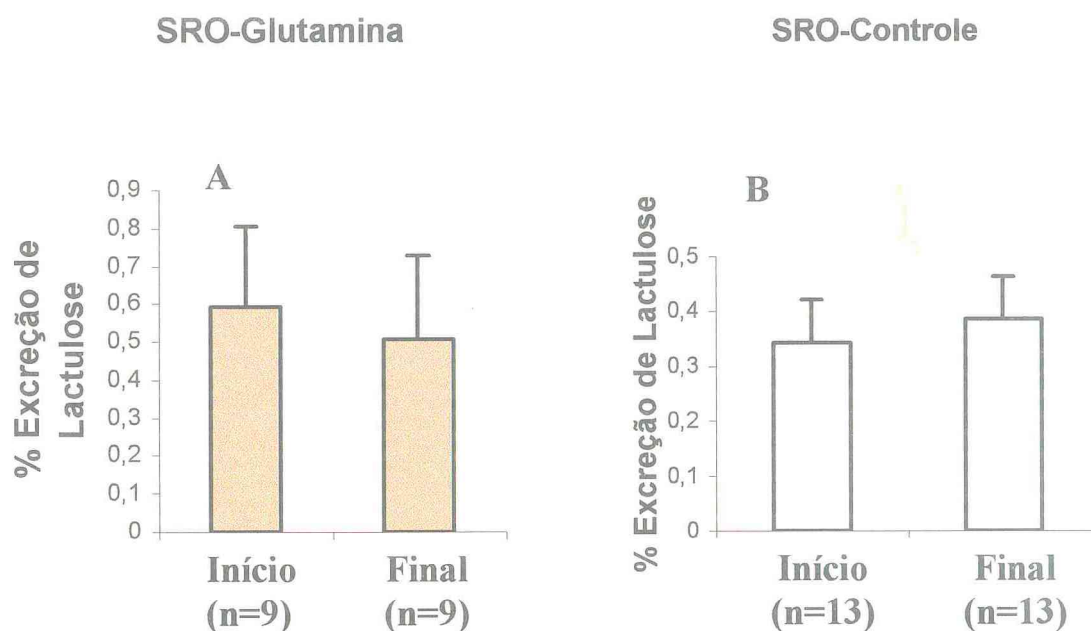 SRO-Glutamina
A
% Excreção de
Lactulose
0,9
0,8
0,7
0,6
0,5
0,4
0,3
0,2
0,1
0
Início
(n=9)
Final
(n=9)
SRO-Controle
B
% Excreção de Lactulose
0,5
0,4
0,3
0,2
0,1
0
Início
(n=13)
Final
(n=13)